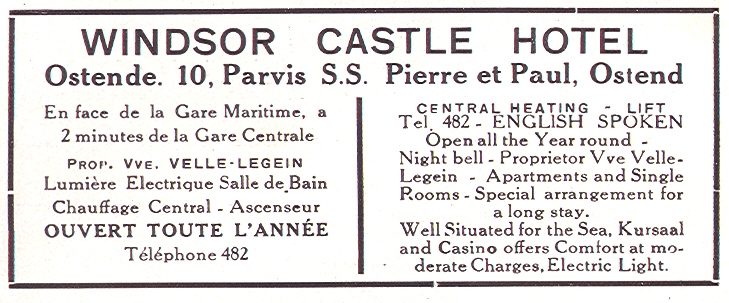 WINDSOR CASTLE HOTEL
Ostende. 10, Parvis S.S. Pierre et Paul, Ostend
En face de la Gare Maritime, a
2 minutes de la Gare Centrale
PROP. VVE. VELLE-LEGEIN
Lumière Electrique Salle de Bain
Chauffage Central - Ascenseur
OUVERT TOUTE L'ANNÉE
Téléphone 482
CENTRAL HEATING - LIFT
Tel. 482 - ENGLISH SPOKEN
Open all the Year round -
Night bell - Proprietor Vve Velle-
Legein - Apartments and Single
Rooms - Special arrangement for
a long stay.
Well Situated for the Sea, Kursaal
and Casino offers Comfort at mo-
derate Charges, Electric Light.